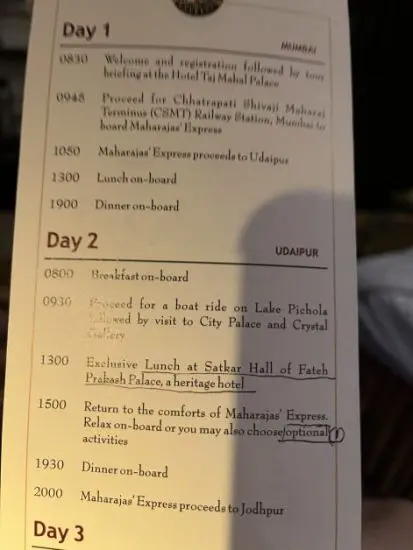 Day 1
MUMBAI
0830 Welcome and registration followed by tour
briefing at the Hotel Taj Mahal Palace
0945 Proceed for Chhatrapati Shivaji Maharaj
Terminus (CSMT) Railway Station, Mumbai to
board Maharajas' Express
1050 Maharajas' Express proceeds to Udaipur
1300 Lunch on-board
1900 Dinner on-board
Day 2
UDAIPUR
0800 Breakfast on-board
0930 Proceed for a boat ride on Lake Pichola
followed by visit to City Palace and Crystal
Gallery
1300 Exclusive Lunch at Satkar Hall of Fateh
Prakash Palace, a heritage hotel
1500 Return to the comforts of Maharajas' Express.
Relax on-board or you may also choose optional 1
activities
1930 Dinner on-board
2000 Maharajas' Express proceeds to Jodhpur
Day 3